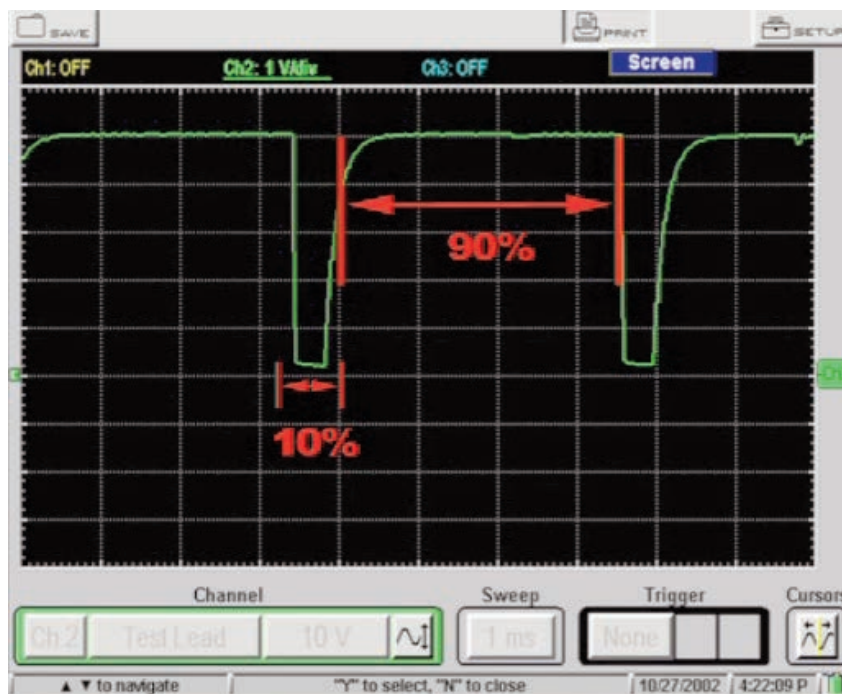 SAVE PRINT SETUP
Ch1: OFF Ch2: 1 V/div Ch3: OFF Screen
90%
10%
Channel Sweep Trigger Cursors
Ch.2 Test Lead 10 V 1 ms None
▲ ▼ to navigate "Y" to select, "N" to close 10/27/2002 4:22:09 P